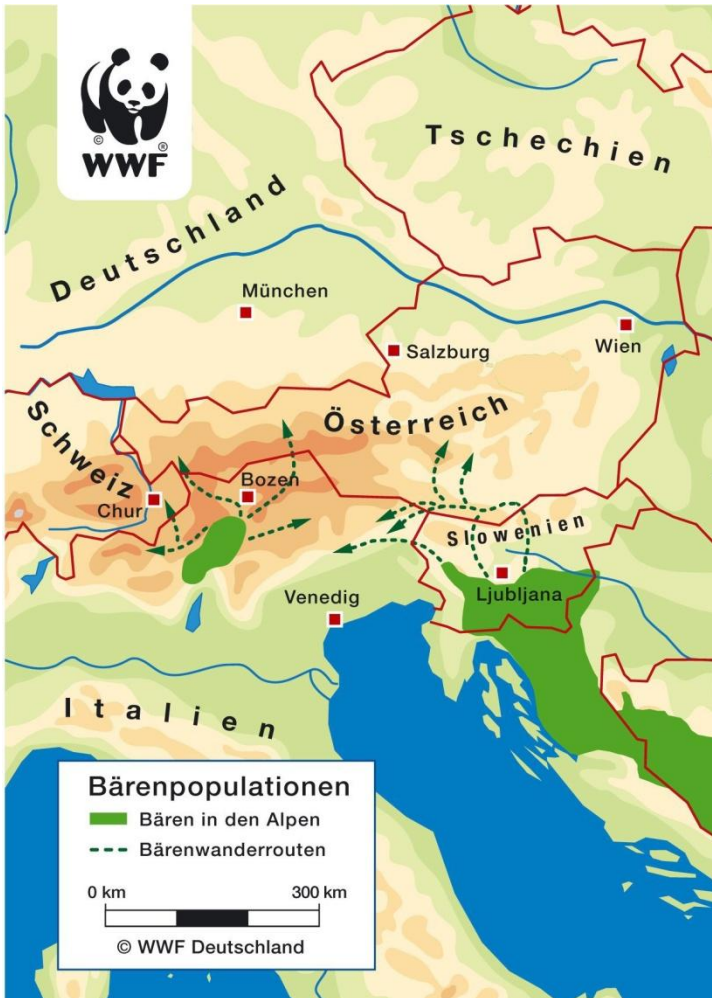 ©
®
WWF
Tschechien
Deutschland
München
Salzburg
Wien
Österreich
Schweiz
Bozen
Chur
Slowenien
Ljubljana
Venedig
Italien
Bärenpopulationen
Bären in den Alpen
Bärenwanderrouten
0 km 300 km
© WWF Deutschland